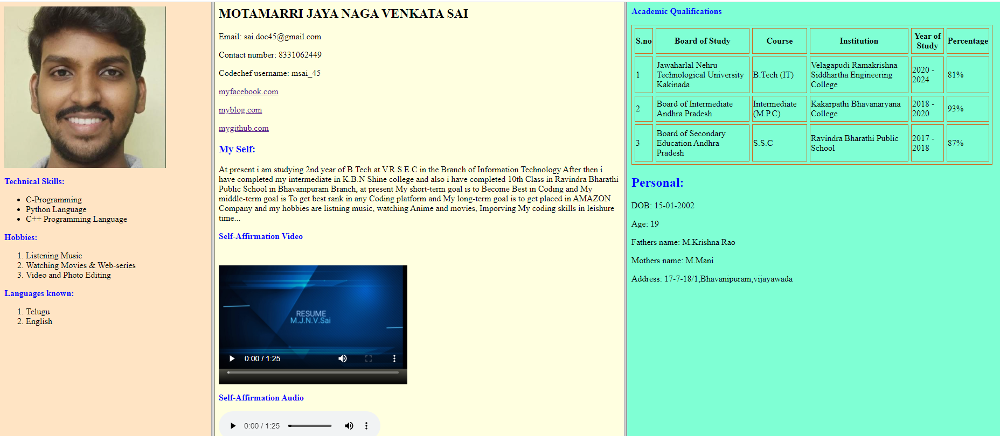 Technical Skills:
C-Programming
Python Language
C++ Programming Language
Hobbies:
1. Listening Music
2. Watching Movies & Web-series
3. Video and Photo Editing
Languages known:
1. Telugu
2. English
MOTAMARRI JAYA NAGA VENKATA SAI
Email: sai.doc45@gmail.com
Contact number: 8331062449
Codechef username: msai_45
myfacebook.com
myblog.com
mygithub.com
My Self:
At present i am studying 2nd year of B.Tech at V.R.S.E.C in the Branch of Information Technology After then i
have completed my intermediate in K.B.N Shine college and also i have completed 10th Class in Ravindra Bharathi
Public School in Bhavanipuram Branch, at present My short-term goal is to Become Best in Coding and My
middle-term goal is To get best rank in any Coding platform and My long-term goal is to get placed in AMAZON
Company and my hobbies are listning music, watching Anime and movies, Imporving My coding skills in leishure
time...
Self-Affirmation Video
RESUME
M.J.N.V.Sai
0:00 / 1:25
Self-Affirmation Audio
0:00 / 1:25
Academic Qualifications
S.no Board of Study Course Institution Year of Study Percentage
1 Jawaharlal Nehru Technological University Kakinada B.Tech (IT) Velagapudi Ramakrishna Siddhartha Engineering College 2020 - 2024 81%
2 Board of Intermediate Andhra Pradesh Intermediate (M.P.C) Kakarpathi Bhavanaryana College 2018 - 2020 93%
3 Board of Secondary Education Andhra Pradesh S.S.C Ravindra Bharathi Public School 2017 - 2018 87%
Personal:
DOB: 15-01-2002
Age: 19
Fathers name: M.Krishna Rao
Mothers name: M.Mani
Address: 17-7-18/1,Bhavanipuram,vijayawada